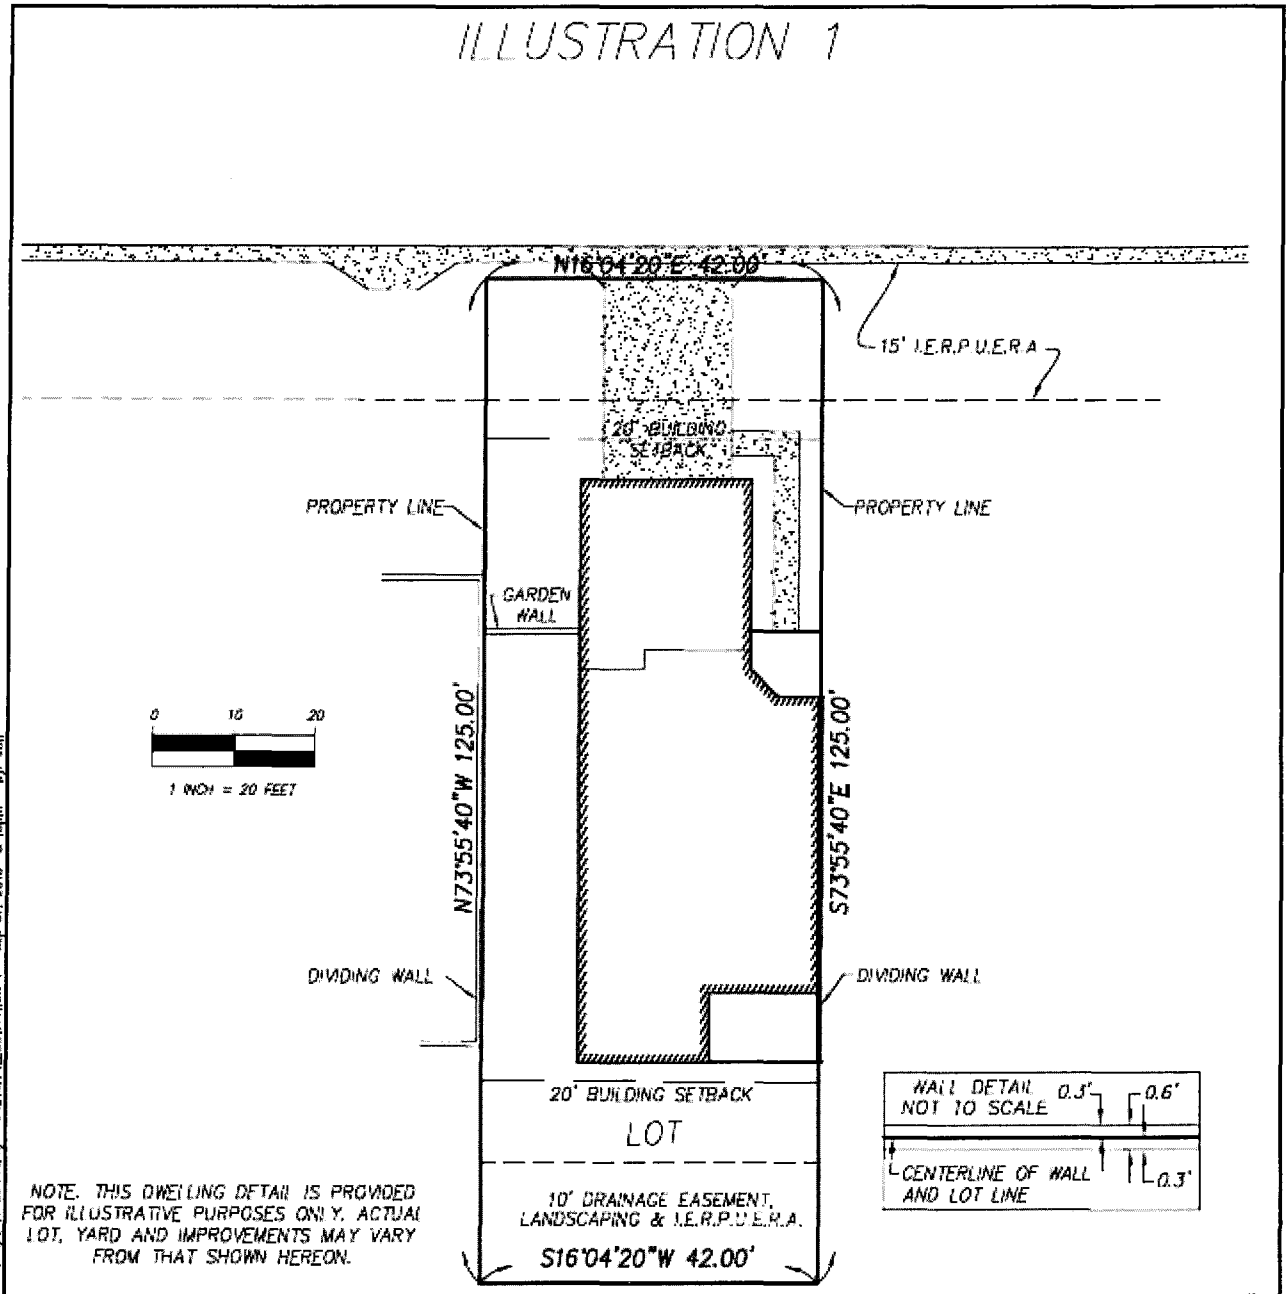 ILLUSTRATION 1
N16°04'20"E 42.00'
15' I.E.R.P.U.E.R.A
20' BUILDING
SETBACK
PROPERTY LINE
PROPERTY LINE
GARDEN
WALL
0 10 20
1 INCH = 20 FEET
N73°55'40"W 125.00'
S73°55'40"E 125.00'
DIVIDING WALL
DIVIDING WALL
20' BUILDING SETBACK
LOT
WALL DETAIL
NOT TO SCALE
0.3'
0.6'
0.3'
CENTERLINE OF WALL
AND LOT LINE
10' DRAINAGE EASEMENT,
LANDSCAPING & I.E.R.P.U.E.R.A.
S16°04'20"W 42.00'
NOTE. THIS DWELLING DETAIL IS PROVIDED
FOR ILLUSTRATIVE PURPOSES ONLY. ACTUAL
LOT, YARD AND IMPROVEMENTS MAY VARY
FROM THAT SHOWN HEREON.